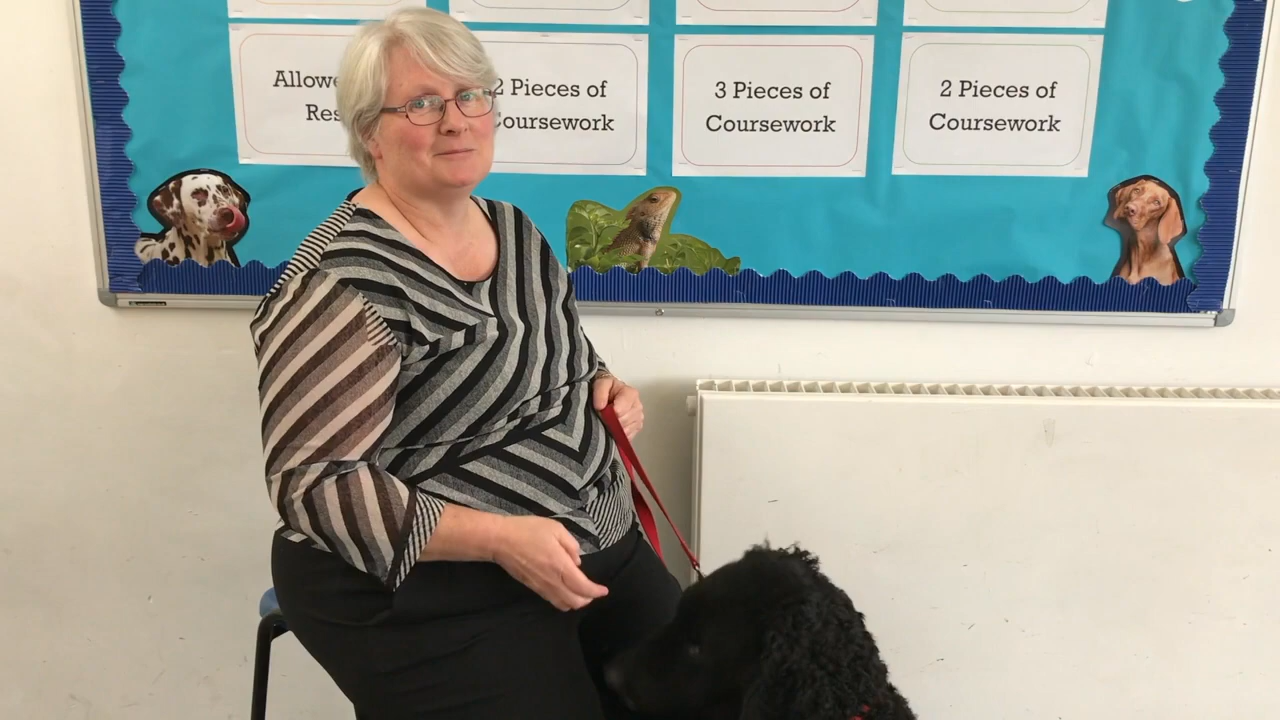 Allowe
Res
2 Pieces of
Coursework
3 Pieces of
Coursework
2 Pieces of
Coursework